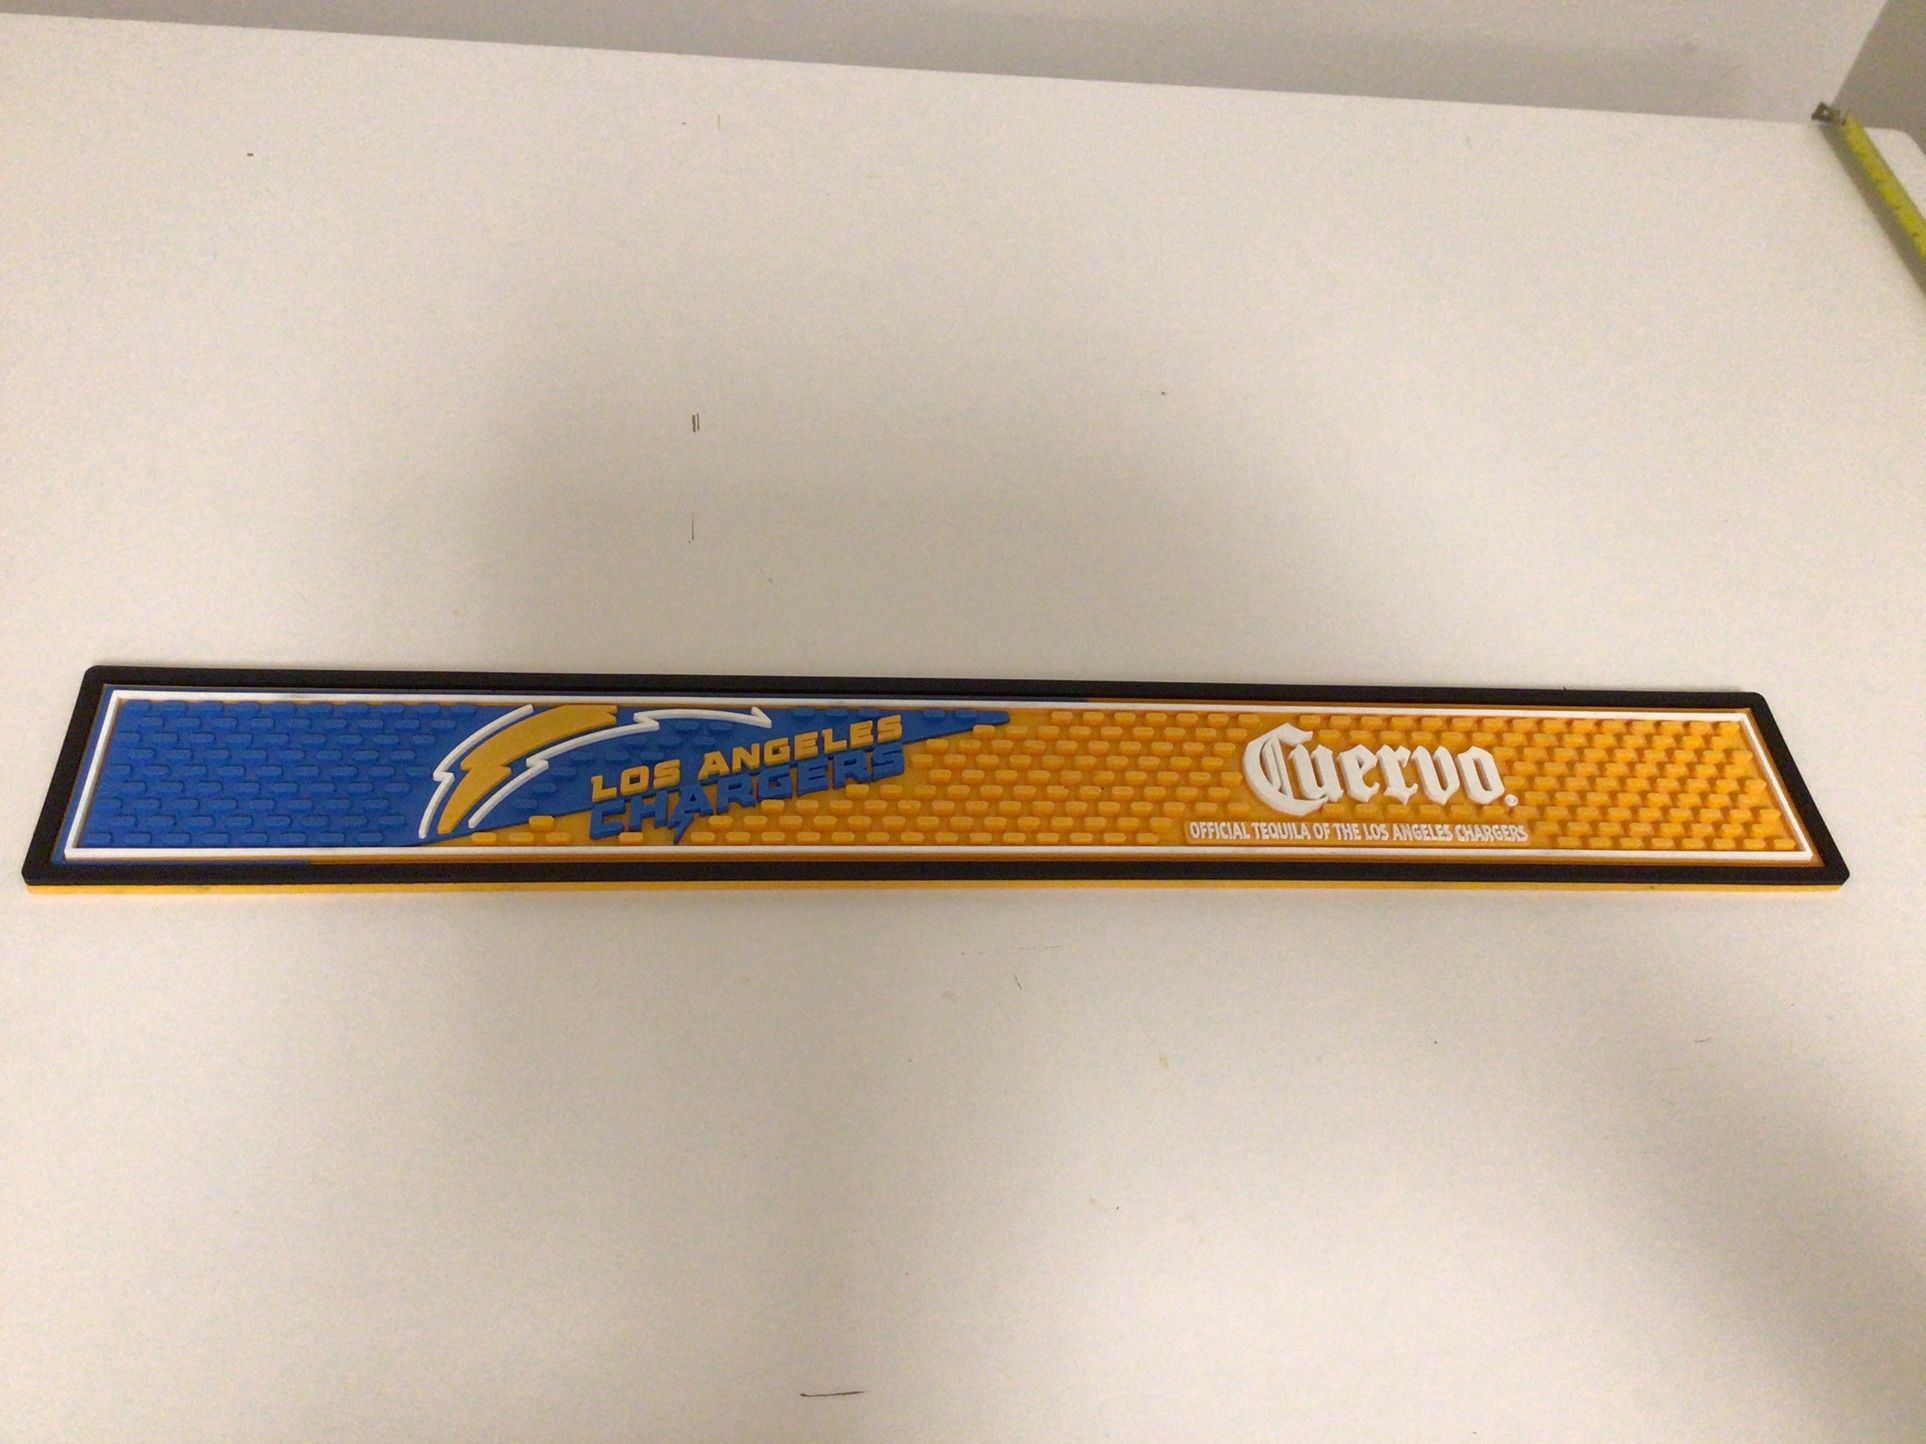 LOS ANGELES
CHARGERS
Cuervo®
OFFICIAL TEQUILA OF THE LOS ANGELES CHARGERS